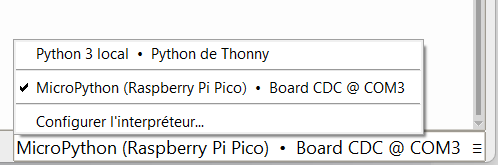 Python 3 local • Python de Thonny
✔ MicroPython (Raspberry Pi Pico) • Board CDC @ COM3
Configurer l'interpréteur...
MicroPython (Raspberry Pi Pico) • Board CDC @ COM3 ☰